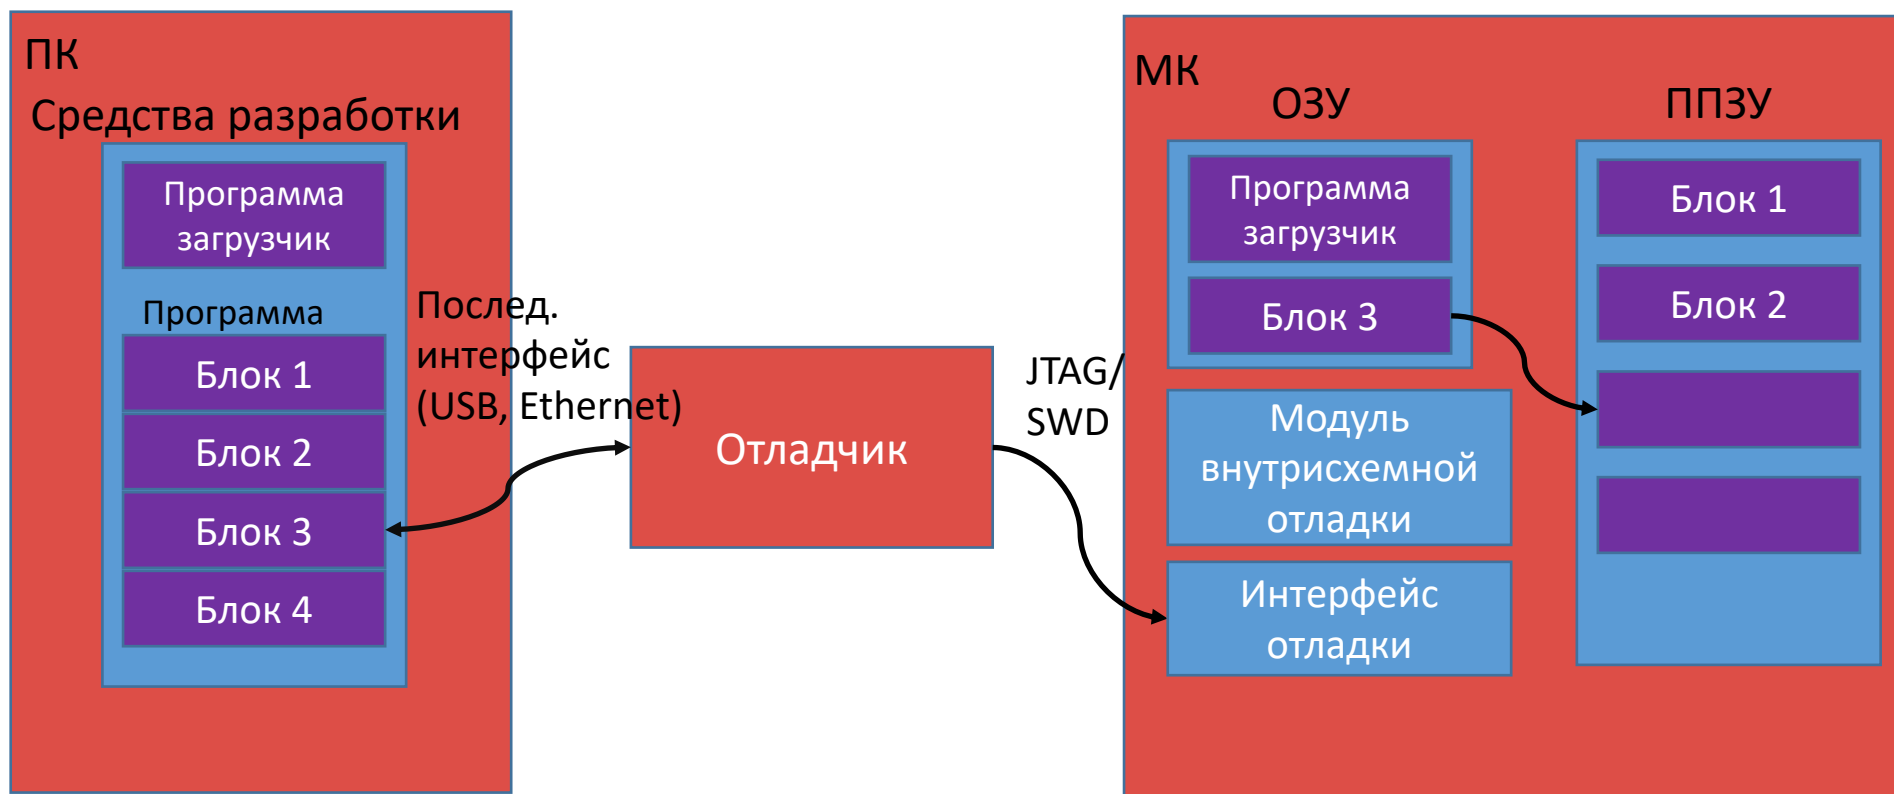 ПК
Средства разработки
Программа
загрузчик
Программа
Блок 1
Блок 2
Блок 3
Блок 4
Послед.
интерфейс
(USB, Ethernet)
Отладчик
JTAG/
SWD
МК
ОЗУ
Программа
загрузчик
Блок 3
Модуль
внутрисхемной
отладки
Интерфейс
отладки
ППЗУ
Блок 1
Блок 2